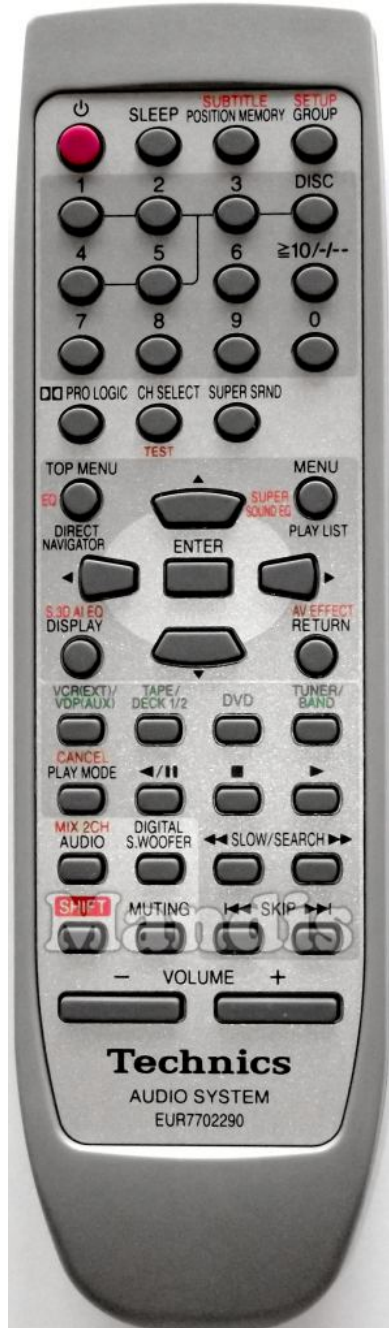 SUBTITLE SETUP
SLEEP POSITION MEMORY GROUP
1 2 3 DISC
4 5 6 ≧10/-/--
7 8 9 0
PRO LOGIC CH SELECT SUPER SRND
TEST
TOP MENU MENU
EQ SUPER
SOUND EQ
DIRECT
NAVIGATOR ENTER PLAY LIST
S.3D AI EQ AV EFFECT
DISPLAY RETURN
VCR(EXT)/ TAPE/ DVD TUNER/
VDP(AUX) DECK 1/2 BAND
CANCEL
PLAY MODE ◄/II ■ ►
MIX 2CH DIGITAL
AUDIO S.WOOFER ◄◄ SLOW/SEARCH ►►
SHIFT MUTING I◄◄ SKIP ►►I
Mandis
− VOLUME +
Technics
AUDIO SYSTEM
EUR7702290